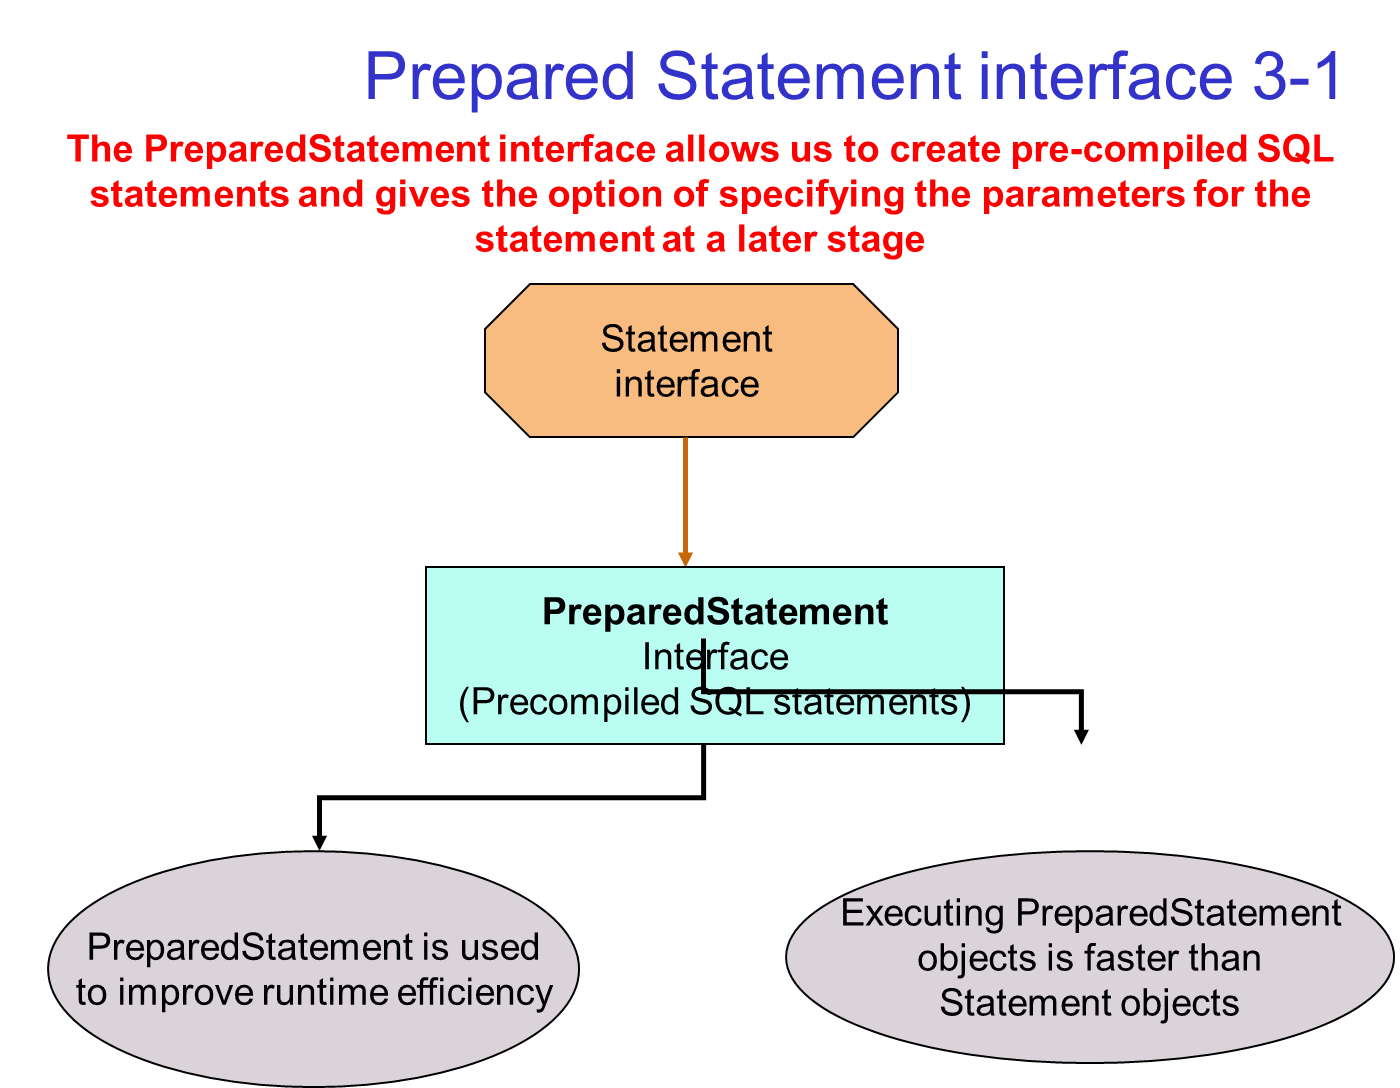 Prepared Statement interface 3-1
The PreparedStatement interface allows us to create pre-compiled SQL
statements and gives the option of specifying the parameters for the
statement at a later stage
Statement
interface
PreparedStatement
Interface
(Precompiled SQL statements)
PreparedStatement is used
to improve runtime efficiency
Executing PreparedStatement
objects is faster than
Statement objects